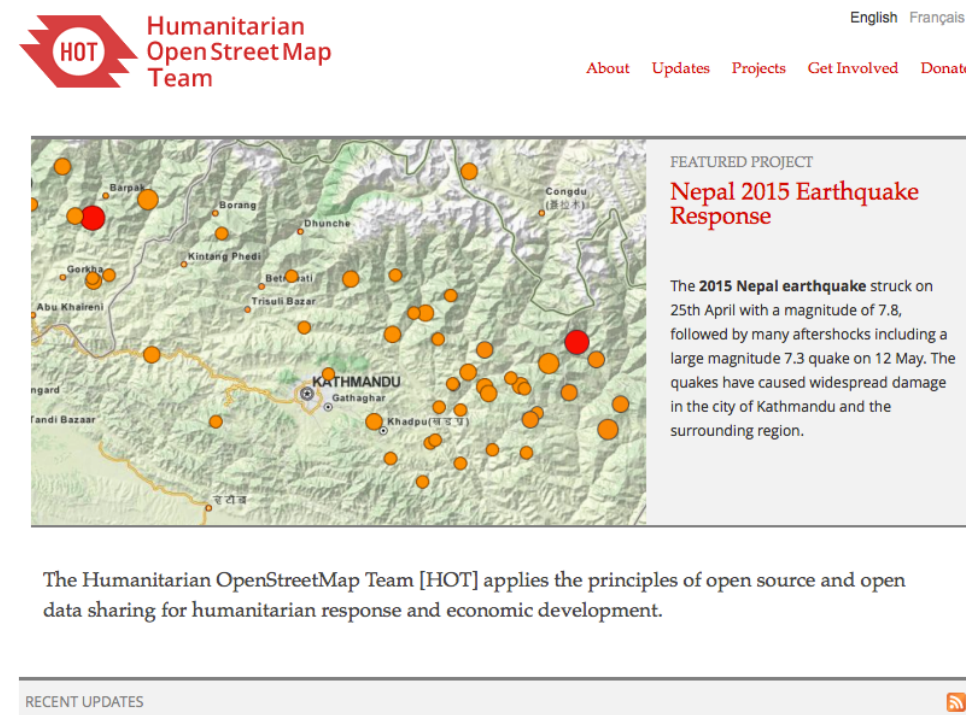 HOT
Humanitarian
OpenStreetMap
Team
English Français
About Updates Projects Get Involved Donate
Barpak
Borang
Dhunche
Congdu
Kintang Phedi
Gorkha
Trisuli Bazar
Abu Khaireni
KATHMANDU
Gathaghar
ngard
Tandi Bazaar
Khadpu(
FEATURED PROJECT
Nepal 2015 Earthquake
Response
The 2015 Nepal earthquake struck on
25th April with a magnitude of 7.8,
followed by many aftershocks including a
large magnitude 7.3 quake on 12 May. The
quakes have caused widespread damage
in the city of Kathmandu and the
surrounding region.
The Humanitarian OpenStreetMap Team [HOT] applies the principles of open source and open
data sharing for humanitarian response and economic development.
RECENT UPDATES